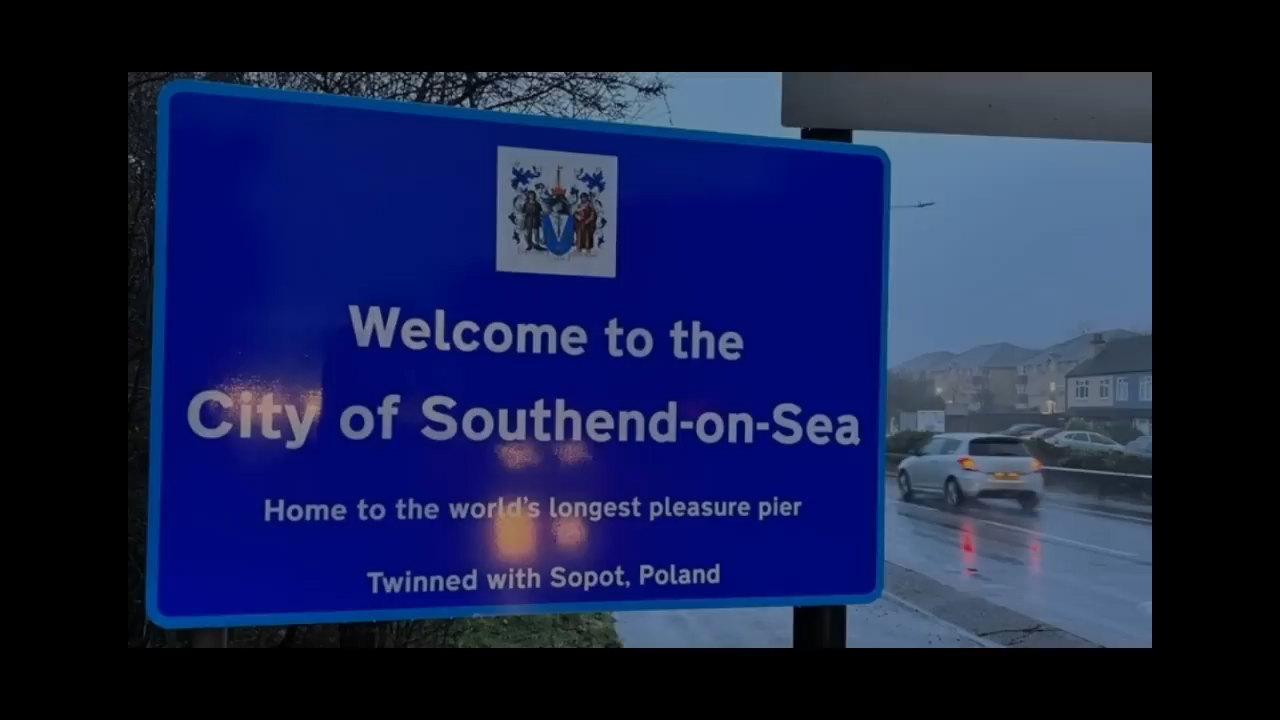 Welcome to the
City of Southend-on-Sea
Home to the world's longest pleasure pier
Twinned with Sopot, Poland